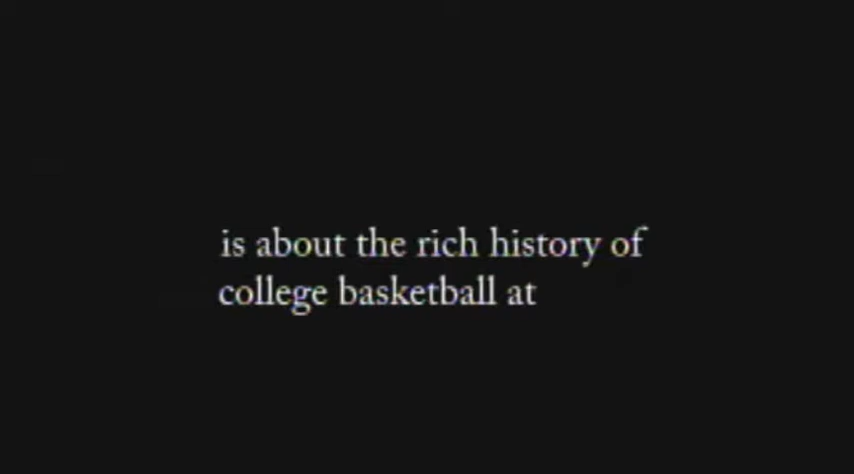 is about the rich history of
college basketball at